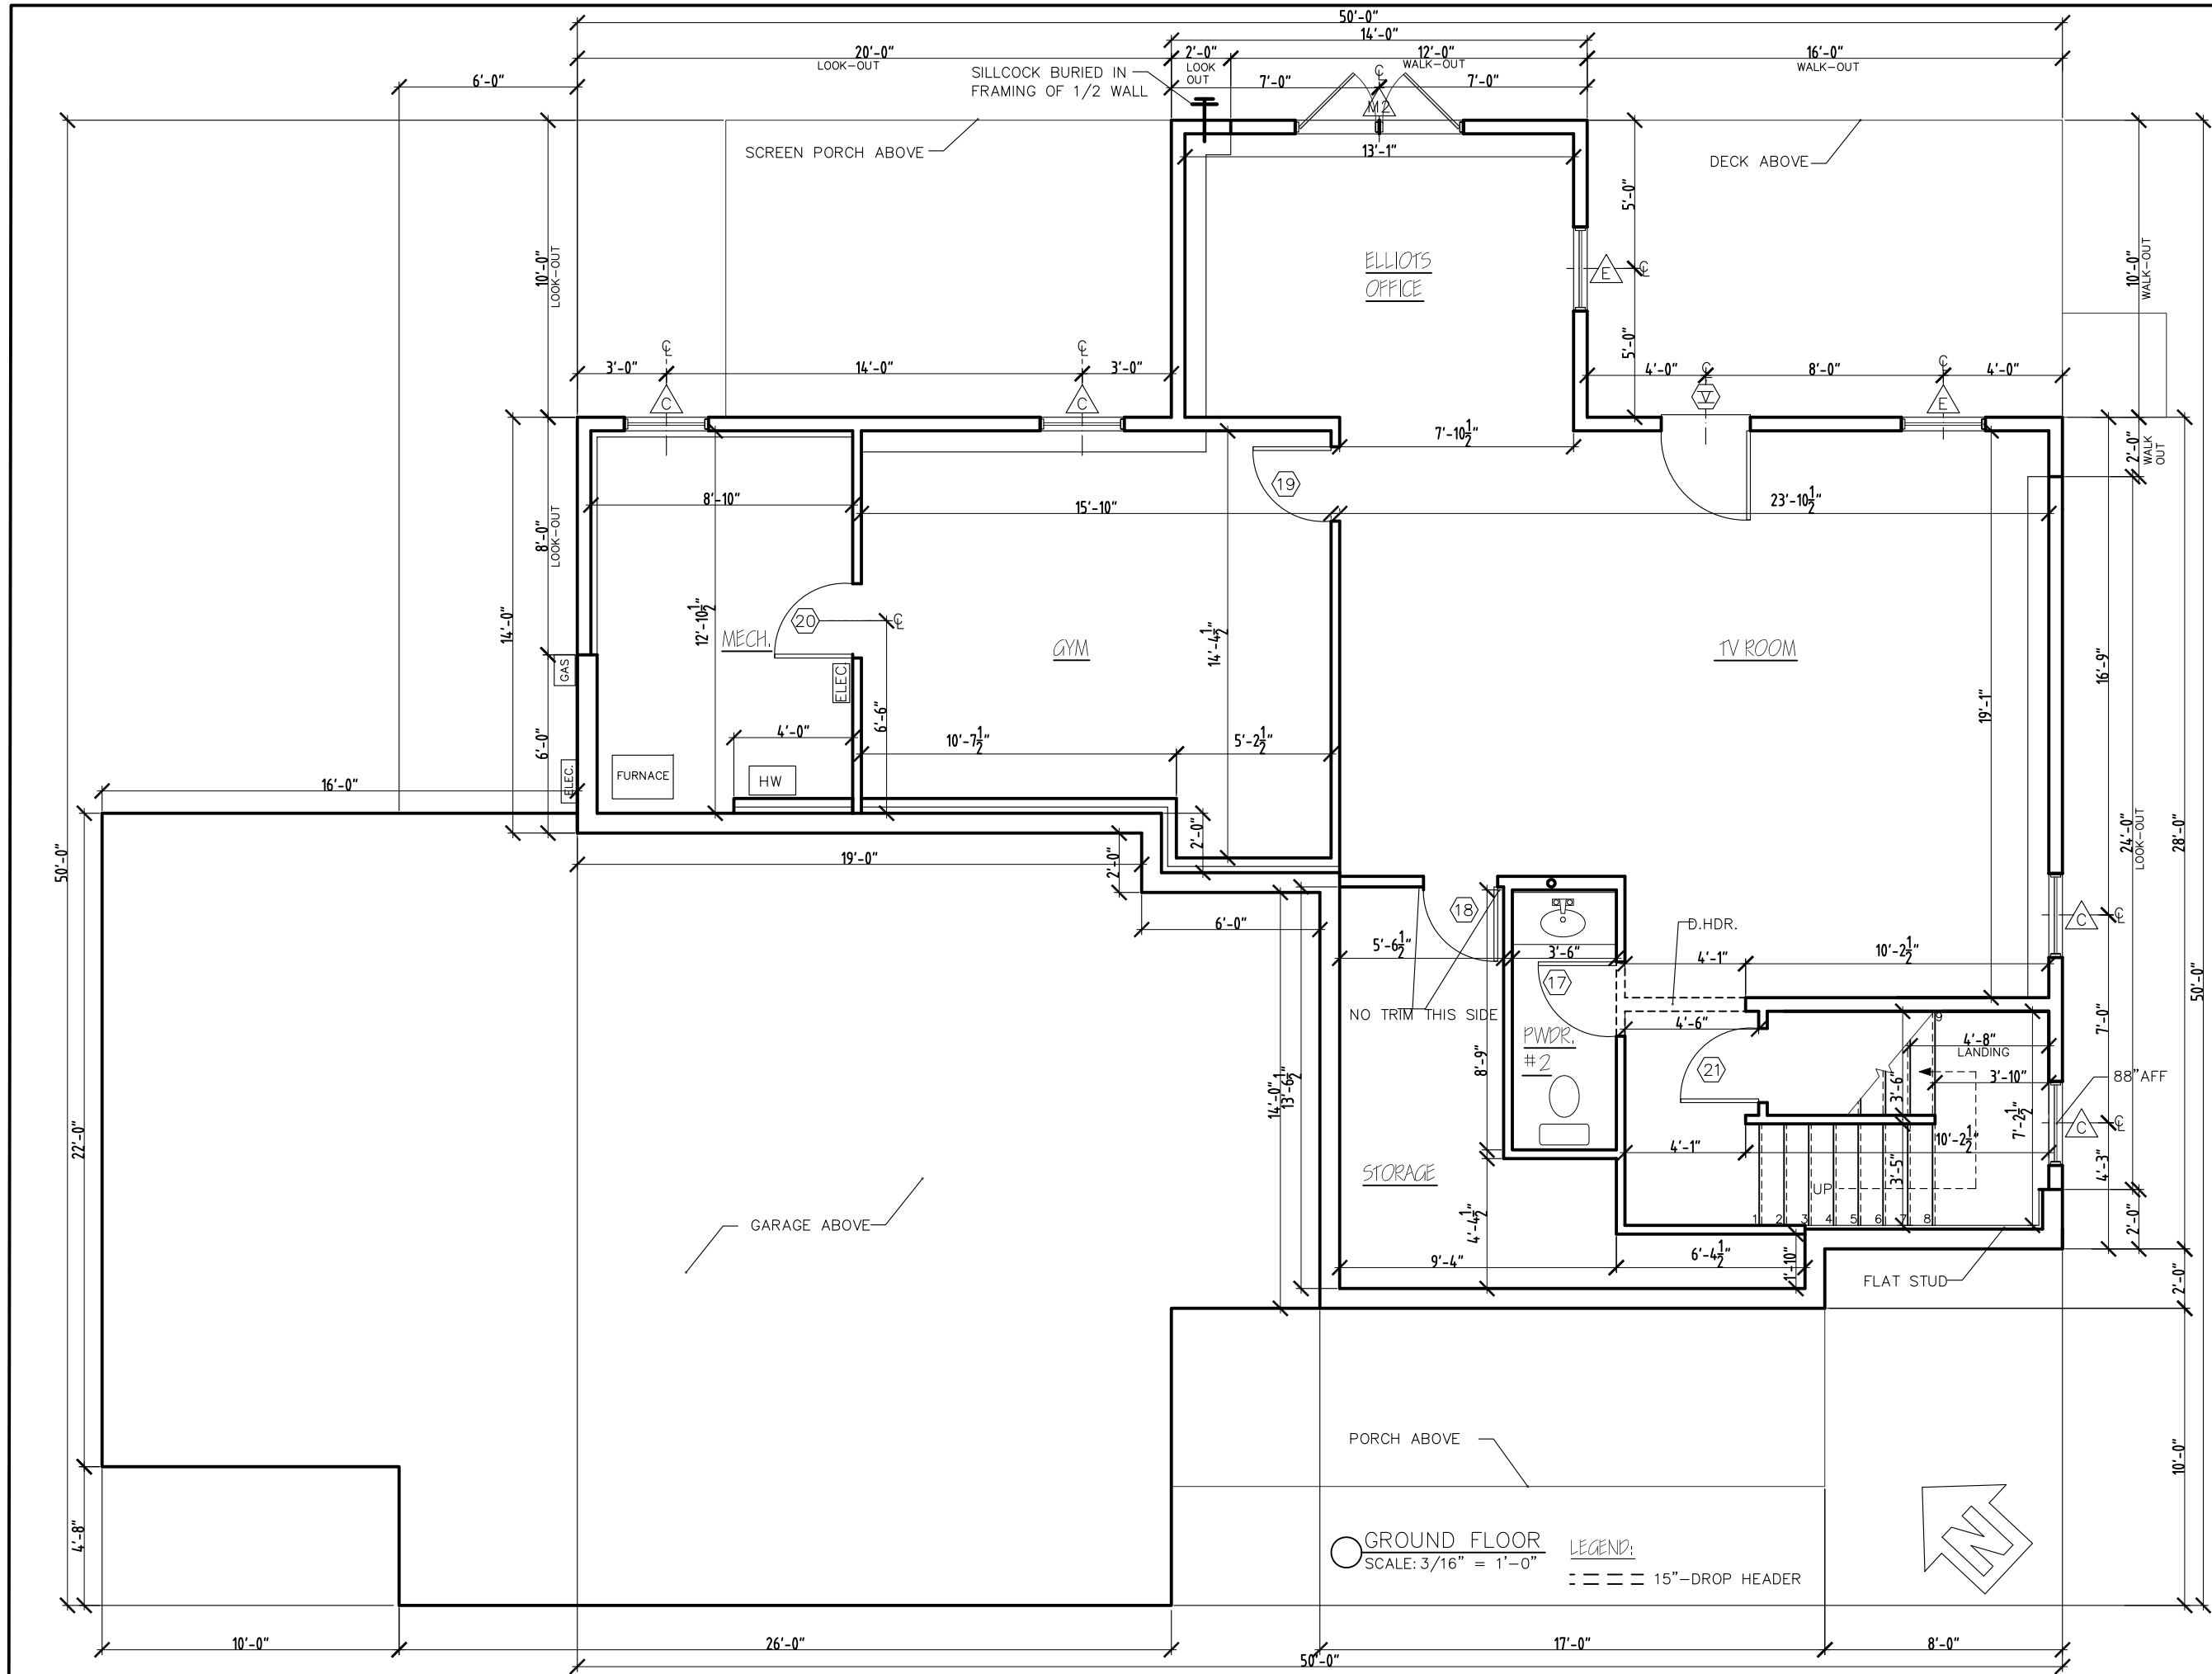 50'-0"
14'-0"
20'-0"
LOOK-OUT
2'-0"
LOOK
OUT
12'-0"
WALK-OUT
16'-0"
WALK-OUT
6'-0"
SILLCOCK BURIED IN
FRAMING OF 1/2 WALL
7'-0"
℄
7'-0"
M2
SCREEN PORCH ABOVE
13'-1"
DECK ABOVE
5'-0"
10'-0"
LOOK-OUT
10'-0"
WALK-OUT
ELLIOTS
OFFICE
E
℄
5'-0"
3'-0"
℄
14'-0"
℄
3'-0"
4'-0"
℄
8'-0"
℄
4'-0"
C
C
V
E
7'-10 1/2"
2'-0"
WALK
OUT
19
8'-10"
15'-10"
23'-10 1/2"
8'-0"
LOOK-OUT
14'-0"
12'-10 1/2"
20
℄
MECH.
GYM
14'-4 1/2"
TV ROOM
16'-9"
19'-1"
GAS
ELEC
6'-6"
6'-0"
4'-0"
10'-7 1/2"
5'-2 1/2"
FURNACE
HW
ELEC.
16'-0"
50'-0"
19'-0"
2'-0"
2'-0"
24'-0"
LOOK-OUT
28'-0"
50'-0"
18
C
℄
6'-0"
D.HDR.
5'-6 1/2"
3'-6"
4'-1"
10'-2 1/2"
17
NO TRIM THIS SIDE
4'-6"
PWDR.
#2
9
4'-8"
LANDING
7'-0"
8'-9"
21
3'-10"
88"AFF
3'-6"
14'-0"
13'-6 1/2"
7'-2 1/2"
C
℄
22'-0"
4'-1"
10'-2 1/2"
3'-5"
4'-3"
STORAGE
UP
1
2
3
4
5
6
7
8
GARAGE ABOVE
4'-4 1/2"
2'-0"
9'-4"
6'-4 1/2"
1'-10"
FLAT STUD
2'-0"
PORCH ABOVE
10'-0"
4'-8"
GROUND FLOOR
SCALE: 3/16" = 1'-0"
LEGEND:
15"-DROP HEADER
N
10'-0"
26'-0"
17'-0"
8'-0"
50'-0"